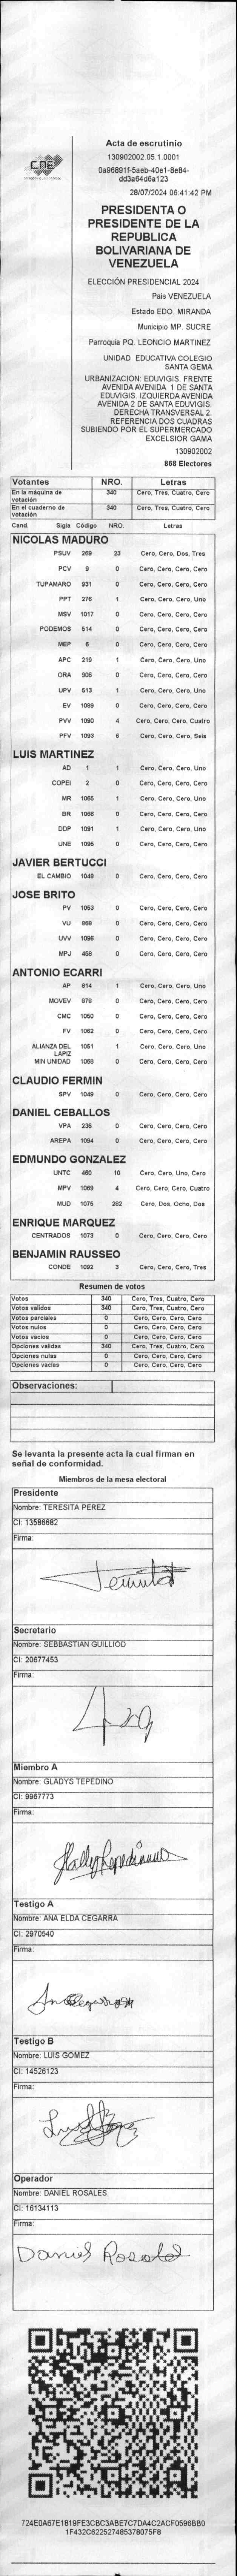 CNE
Acta de escrutinio
130902002.05.1.0001
0a96891f-5aeb-40e1-8e84-
dd3a64d6a123
28/07/2024 06:41:42 PM
PRESIDENTA O
PRESIDENTE DE LA
REPUBLICA
BOLIVARIANA DE
VENEZUELA
ELECCIÓN PRESIDENCIAL 2024
Pais VENEZUELA
Estado EDO. MIRANDA
Municipio MP. SUCRE
Parroquia PQ. LEONCIO MARTINEZ
UNIDAD EDUCATIVA COLEGIO
SANTA GEMA
URBANIZACION: EDUVIGIS. FRENTE
AVENIDA AVENIDA 1 DE SANTA
EDUVIGIS. IZQUIERDA AVENIDA
AVENIDA 2 DE SANTA EDUVIGIS.
DERECHA TRANSVERSAL 2.
REFERENCIA DOS CUADRAS
SUBIENDO POR EL SUPERMERCADO
EXCELSIOR GAMA
130902002
868 Electores
Votantes NRO. Letras
En la máquina de votación 340 Cero, Tres, Cuatro, Cero
En el cuaderno de votación 340 Cero, Tres, Cuatro, Cero
Cand. Sigla Código NRO. Letras
NICOLAS MADURO
PSUV 269 23 Cero, Cero, Dos, Tres
PCV 9 0 Cero, Cero, Cero, Cero
TUPAMARO 931 0 Cero, Cero, Cero, Cero
PPT 276 1 Cero, Cero, Cero, Uno
MSV 1017 0 Cero, Cero, Cero, Cero
PODEMOS 514 0 Cero, Cero, Cero, Cero
MEP 6 0 Cero, Cero, Cero, Cero
APC 219 1 Cero, Cero, Cero, Uno
ORA 906 0 Cero, Cero, Cero, Cero
UPV 513 1 Cero, Cero, Cero, Uno
EV 1089 0 Cero, Cero, Cero, Cero
PVV 1090 4 Cero, Cero, Cero, Cuatro
PFV 1093 6 Cero, Cero, Cero, Seis
LUIS MARTINEZ
AD 1 1 Cero, Cero, Cero, Uno
COPEI 2 0 Cero, Cero, Cero, Cero
MR 1065 1 Cero, Cero, Cero, Uno
BR 1066 0 Cero, Cero, Cero, Cero
DDP 1091 1 Cero, Cero, Cero, Uno
UNE 1095 0 Cero, Cero, Cero, Cero
JAVIER BERTUCCI
EL CAMBIO 1048 0 Cero, Cero, Cero, Cero
JOSE BRITO
PV 1053 0 Cero, Cero, Cero, Cero
VU 868 0 Cero, Cero, Cero, Cero
UVV 1096 0 Cero, Cero, Cero, Cero
MPJ 458 0 Cero, Cero, Cero, Cero
ANTONIO ECARRI
AP 814 1 Cero, Cero, Cero, Uno
MOVEV 878 0 Cero, Cero, Cero, Cero
CMC 1050 0 Cero, Cero, Cero, Cero
FV 1062 0 Cero, Cero, Cero, Cero
ALIANZA DEL LAPIZ 1051 1 Cero, Cero, Cero, Uno
MIN UNIDAD 1068 0 Cero, Cero, Cero, Cero
CLAUDIO FERMIN
SPV 1049 0 Cero, Cero, Cero, Cero
DANIEL CEBALLOS
VPA 236 0 Cero, Cero, Cero, Cero
AREPA 1094 0 Cero, Cero, Cero, Cero
EDMUNDO GONZALEZ
UNTC 460 10 Cero, Cero, Uno, Cero
MPV 1069 4 Cero, Cero, Cero, Cuatro
MUD 1075 282 Cero, Dos, Ocho, Dos
ENRIQUE MARQUEZ
CENTRADOS 1073 0 Cero, Cero, Cero, Cero
BENJAMIN RAUSSEO
CONDE 1092 3 Cero, Cero, Cero, Tres
Resumen de votos
Votos 340 Cero, Tres, Cuatro, Cero
Votos validos 340 Cero, Tres, Cuatro, Cero
Votos parciales 0 Cero, Cero, Cero, Cero
Votos nulos 0 Cero, Cero, Cero, Cero
Votos vacios 0 Cero, Cero, Cero, Cero
Opciones validas 340 Cero, Tres, Cuatro, Cero
Opciones nulas 0 Cero, Cero, Cero, Cero
Opciones vacias 0 Cero, Cero, Cero, Cero
Observaciones:
Se levanta la presente acta la cual firman en
señal de conformidad.
Miembros de la mesa electoral
Presidente
Nombre: TERESITA PEREZ
CI: 13586682
Firma:
Secretario
Nombre: SEBBASTIAN GUILLIOD
CI: 20677453
Firma:
Miembro A
Nombre: GLADYS TEPEDINO
CI: 9967773
Firma:
Testigo A
Nombre: ANA ELDA CEGARRA
CI: 2970540
Firma:
Testigo B
Nombre: LUIS GOMEZ
CI: 14526123
Firma:
Operador
Nombre: DANIEL ROSALES
CI: 16134113
Firma:
Daniel Rosales
724E0A67E1819FE3CBC3ABE7C7DA4C2ACF0596BB0
1F432C622527485378075F8